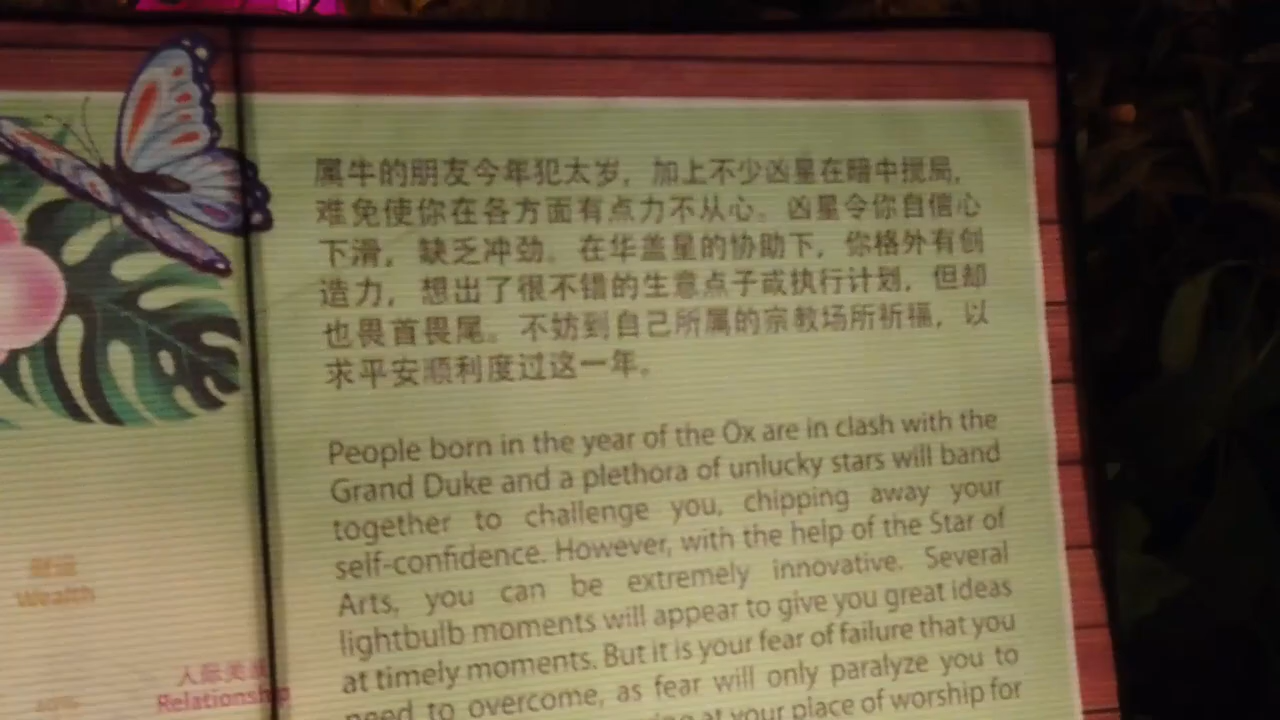 属牛的朋友今年犯太岁，加上不少凶星在暗中搅局，
难免使你在各方面有点力不从心。凶星令你自信心
下滑，缺乏冲劲。在华盖星的协助下，你格外有创
造力，想出了很不错的生意点子或执行计划，但却
也畏首畏尾。不妨到自己所属的宗教场所祈福，以
求平安顺利度过这一年。
People born in the year of the Ox are in clash with the
Grand Duke and a plethora of unlucky stars will band
together to challenge you, chipping away your
self-confidence. However, with the help of the Star of
Arts, you can be extremely innovative. Several
lightbulb moments will appear to give you great ideas
at timely moments. But it is your fear of failure that you
need to overcome, as fear will only paralyze you to
at your place of worship for
财运
Wealth
人际关系
Relationship